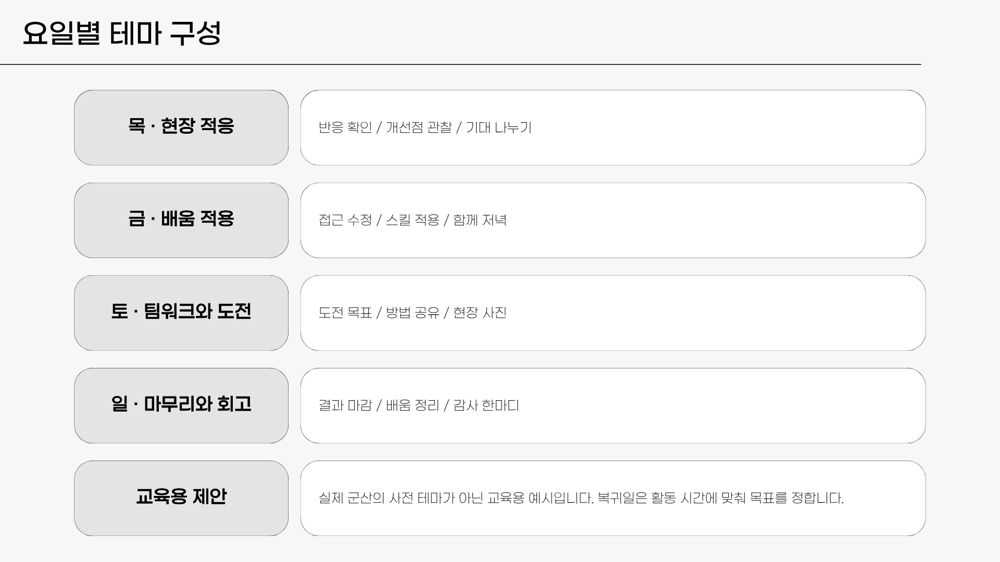 요일별 테마 구성
목 · 현장 적응
반응 확인 / 개선점 관찰 / 기대 나누기
금 · 배움 적용
접근 수정 / 스킬 적용 / 함께 저녁
토 · 팀워크와 도전
도전 목표 / 방법 공유 / 현장 사진
일 · 마무리와 회고
결과 마감 / 배움 정리 / 감사 한마디
교육용 제안
실제 군산의 사전 테마가 아닌 교육용 예시입니다. 복귀일은 활동 시간에 맞춰 목표를 정합니다.